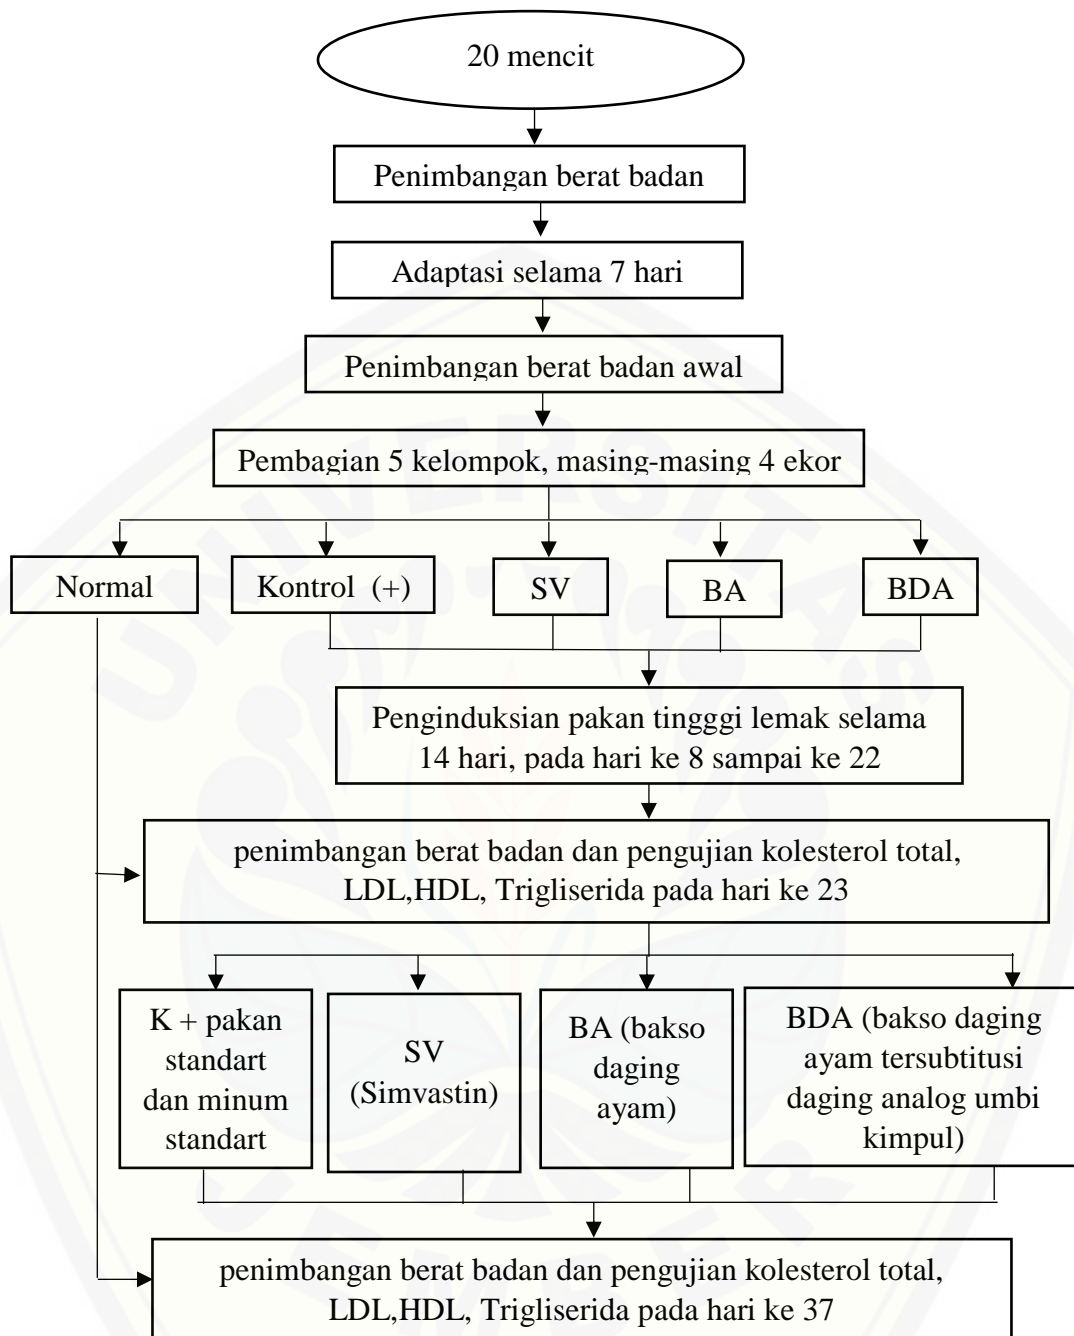 20 mencit
Penimbangan berat badan
Adaptasi selama 7 hari
Penimbangan berat badan awal
Pembagian 5 kelompok, masing-masing 4 ekor
Normal
Kontrol (+)
SV
BA
BDA
Penginduksian pakan tingggi lemak selama
14 hari, pada hari ke 8 sampai ke 22
penimbangan berat badan dan pengujian kolesterol total,
LDL,HDL, Trigliserida pada hari ke 23
K + pakan
standart
dan minum
standart
SV
(Simvastin)
BA (bakso
daging
ayam)
BDA (bakso daging
ayam tersubtitusi
daging analog umbi
kimpul)
penimbangan berat badan dan pengujian kolesterol total,
LDL,HDL, Trigliserida pada hari ke 37
UNIVERSITAS
JEMBER